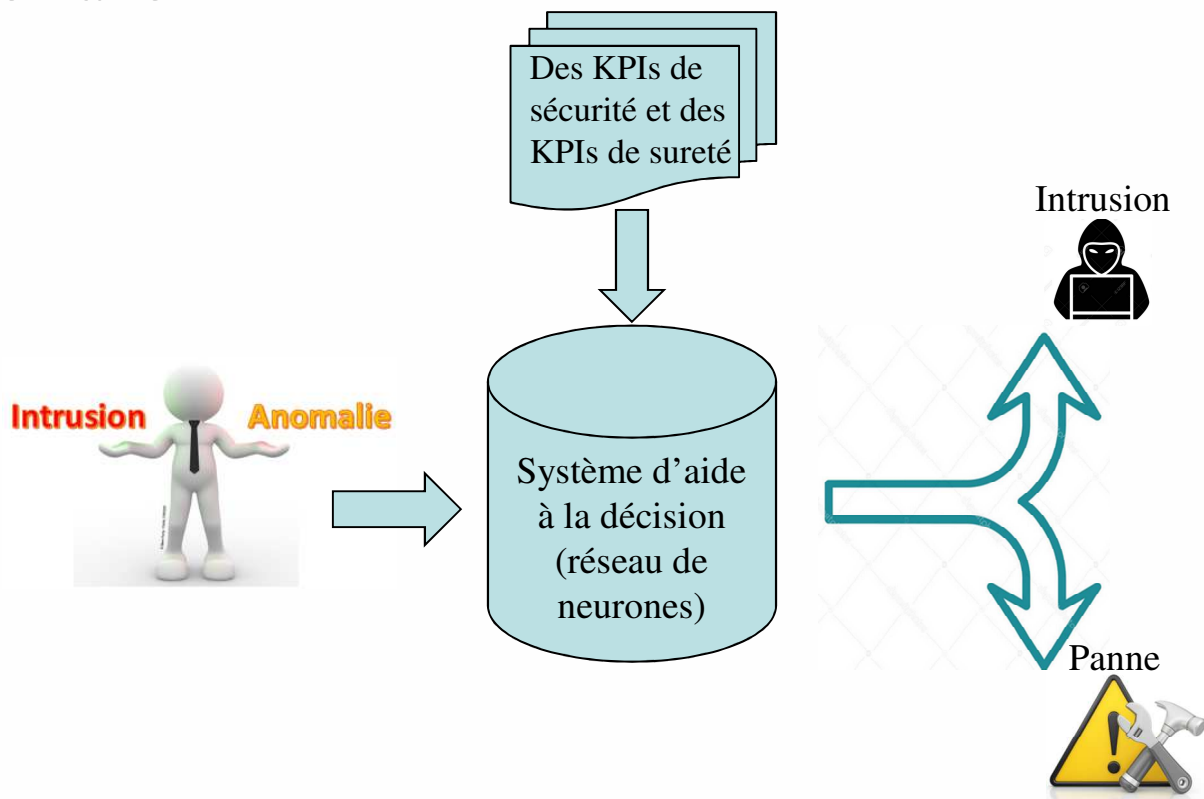 Des KPIs de
sécurité et des
KPIs de sureté
Intrusion
Intrusion Anomalie
Système d'aide
à la décision
(réseau de
neurones)
Panne